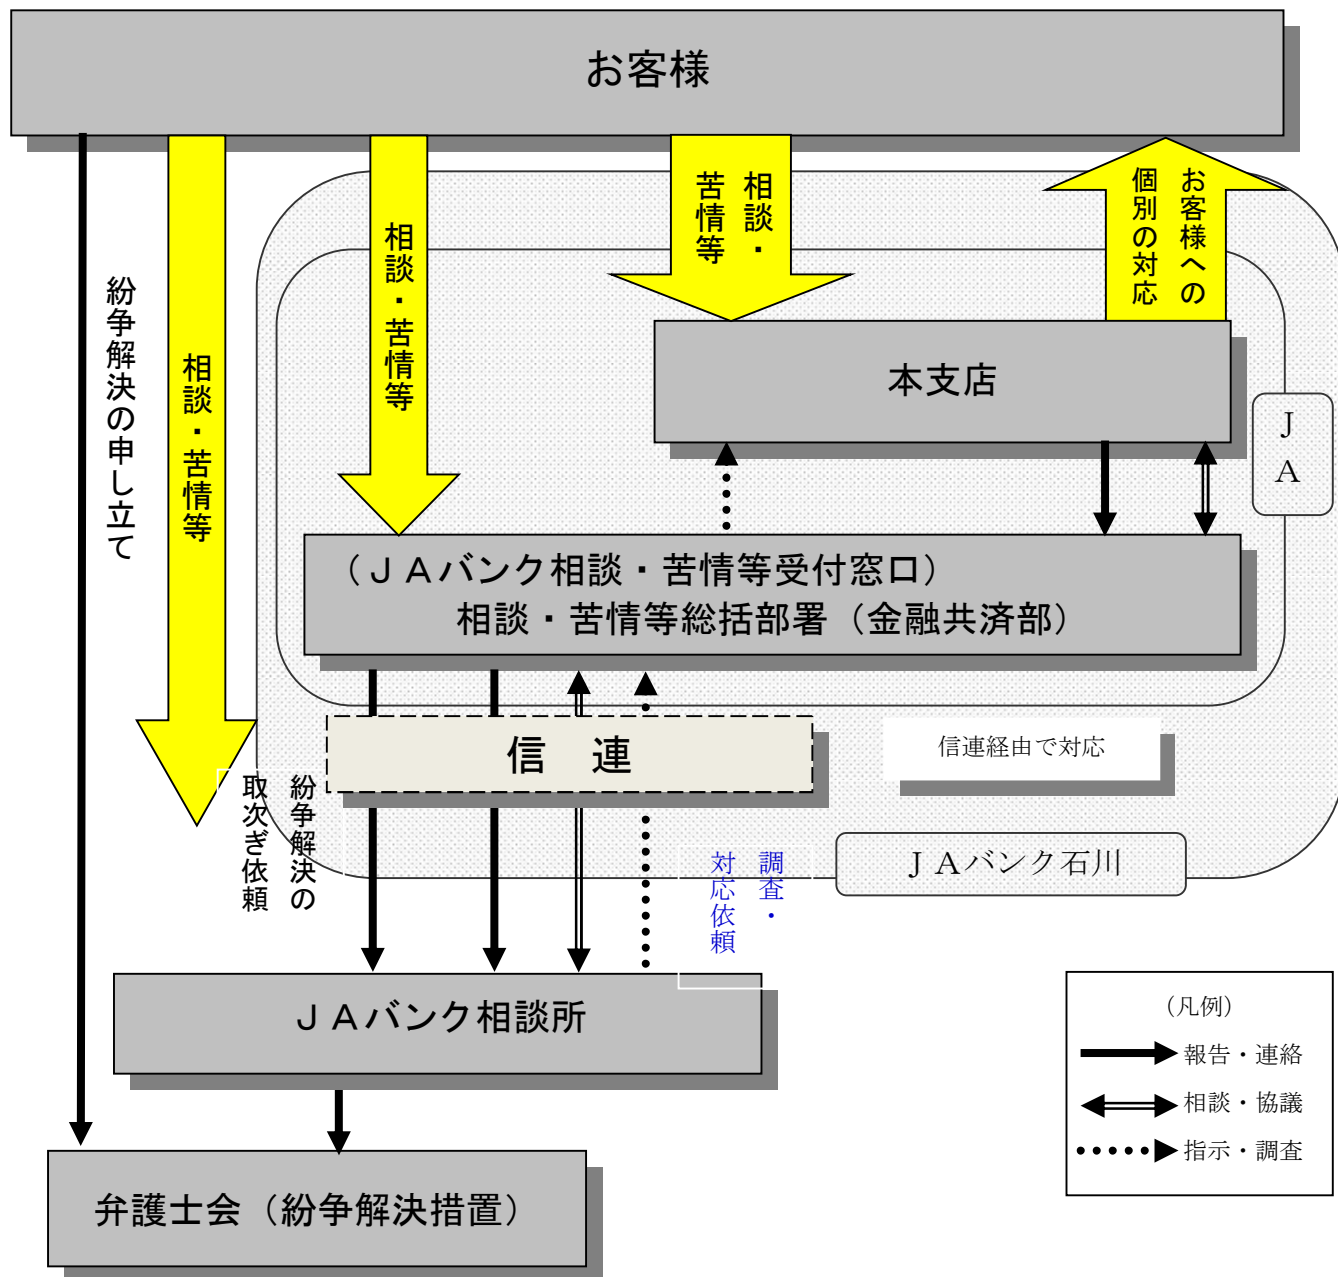 お客様
紛争解決の申し立て
相談・苦情等
相談・苦情等
相談・
苦情等
お客様への
個別の対応
本支店
J
A
（ＪＡバンク相談・苦情等受付窓口）
相談・苦情等総括部署（金融共済部）
信　連
信連経由で対応
紛争解決の
取次ぎ依頼
調査・
対応依頼
ＪＡバンク石川
ＪＡバンク相談所
弁護士会（紛争解決措置）
（凡例）
報告・連絡
相談・協議
指示・調査